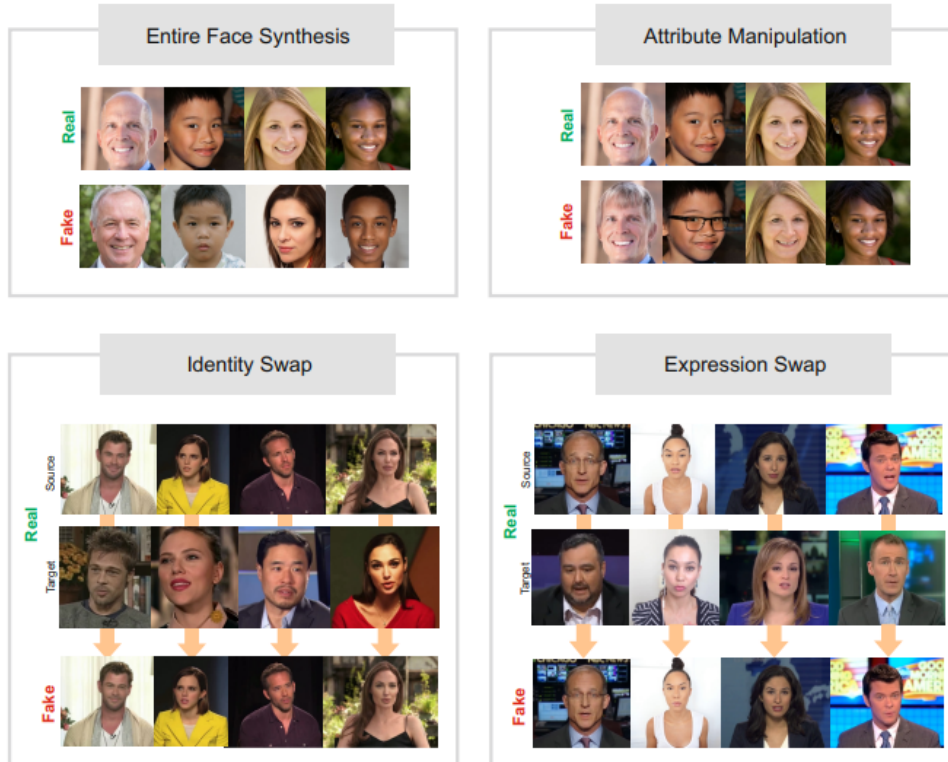 Entire Face Synthesis
Real
Fake
Attribute Manipulation
Real
Fake
Identity Swap
Real
Source
Target
Fake
Expression Swap
Real
Source
Target
Fake